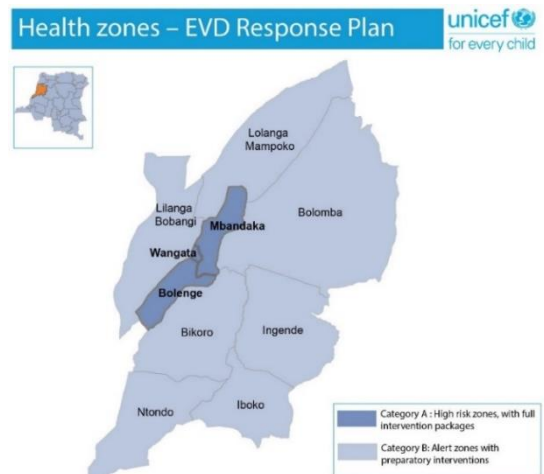 Health zones – EVD Response Plan
unicef
for every child
Lolanga
Mampoko
Lilanga
Bobangi
Mbandaka
Bolomba
Wangata
Bolenge
Bikoro
Ingende
Ntondo
Iboko
Category A : High risk zones, with full
intervention packages
Category B: Alert zones with
preparatory interventions